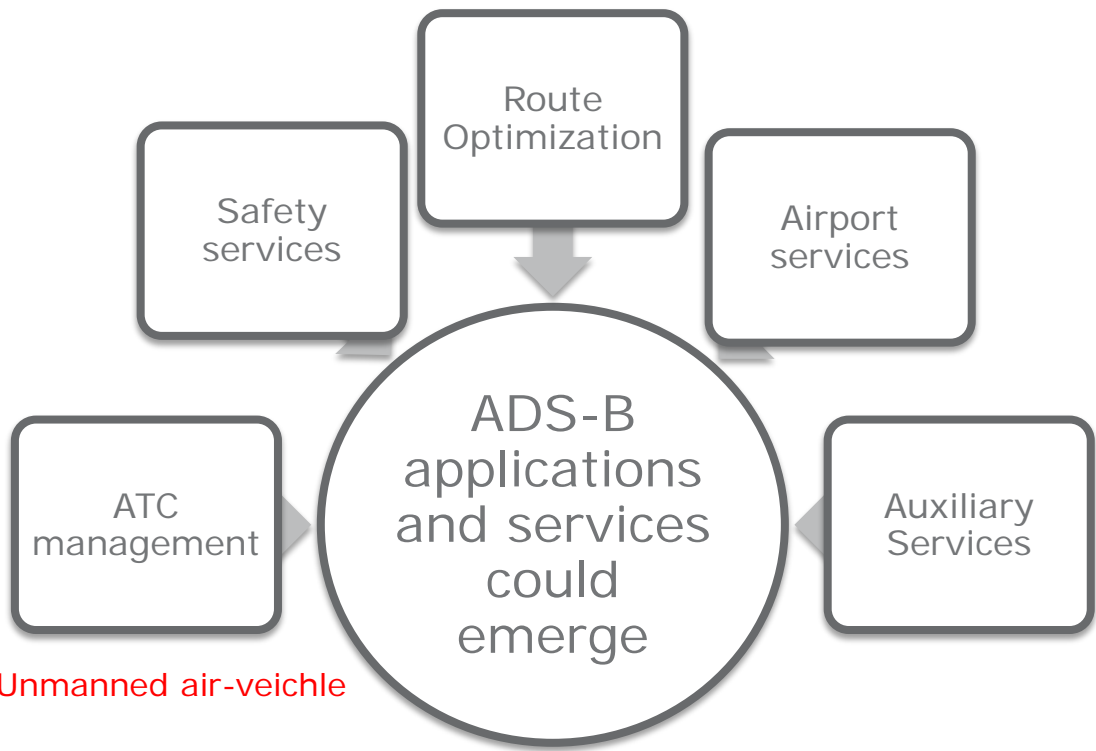 Route
Optimization
Safety
services
Airport
services
ATC
management
ADS-B
applications
and services
could
emerge
Auxiliary
Services
Unmanned air-veichle